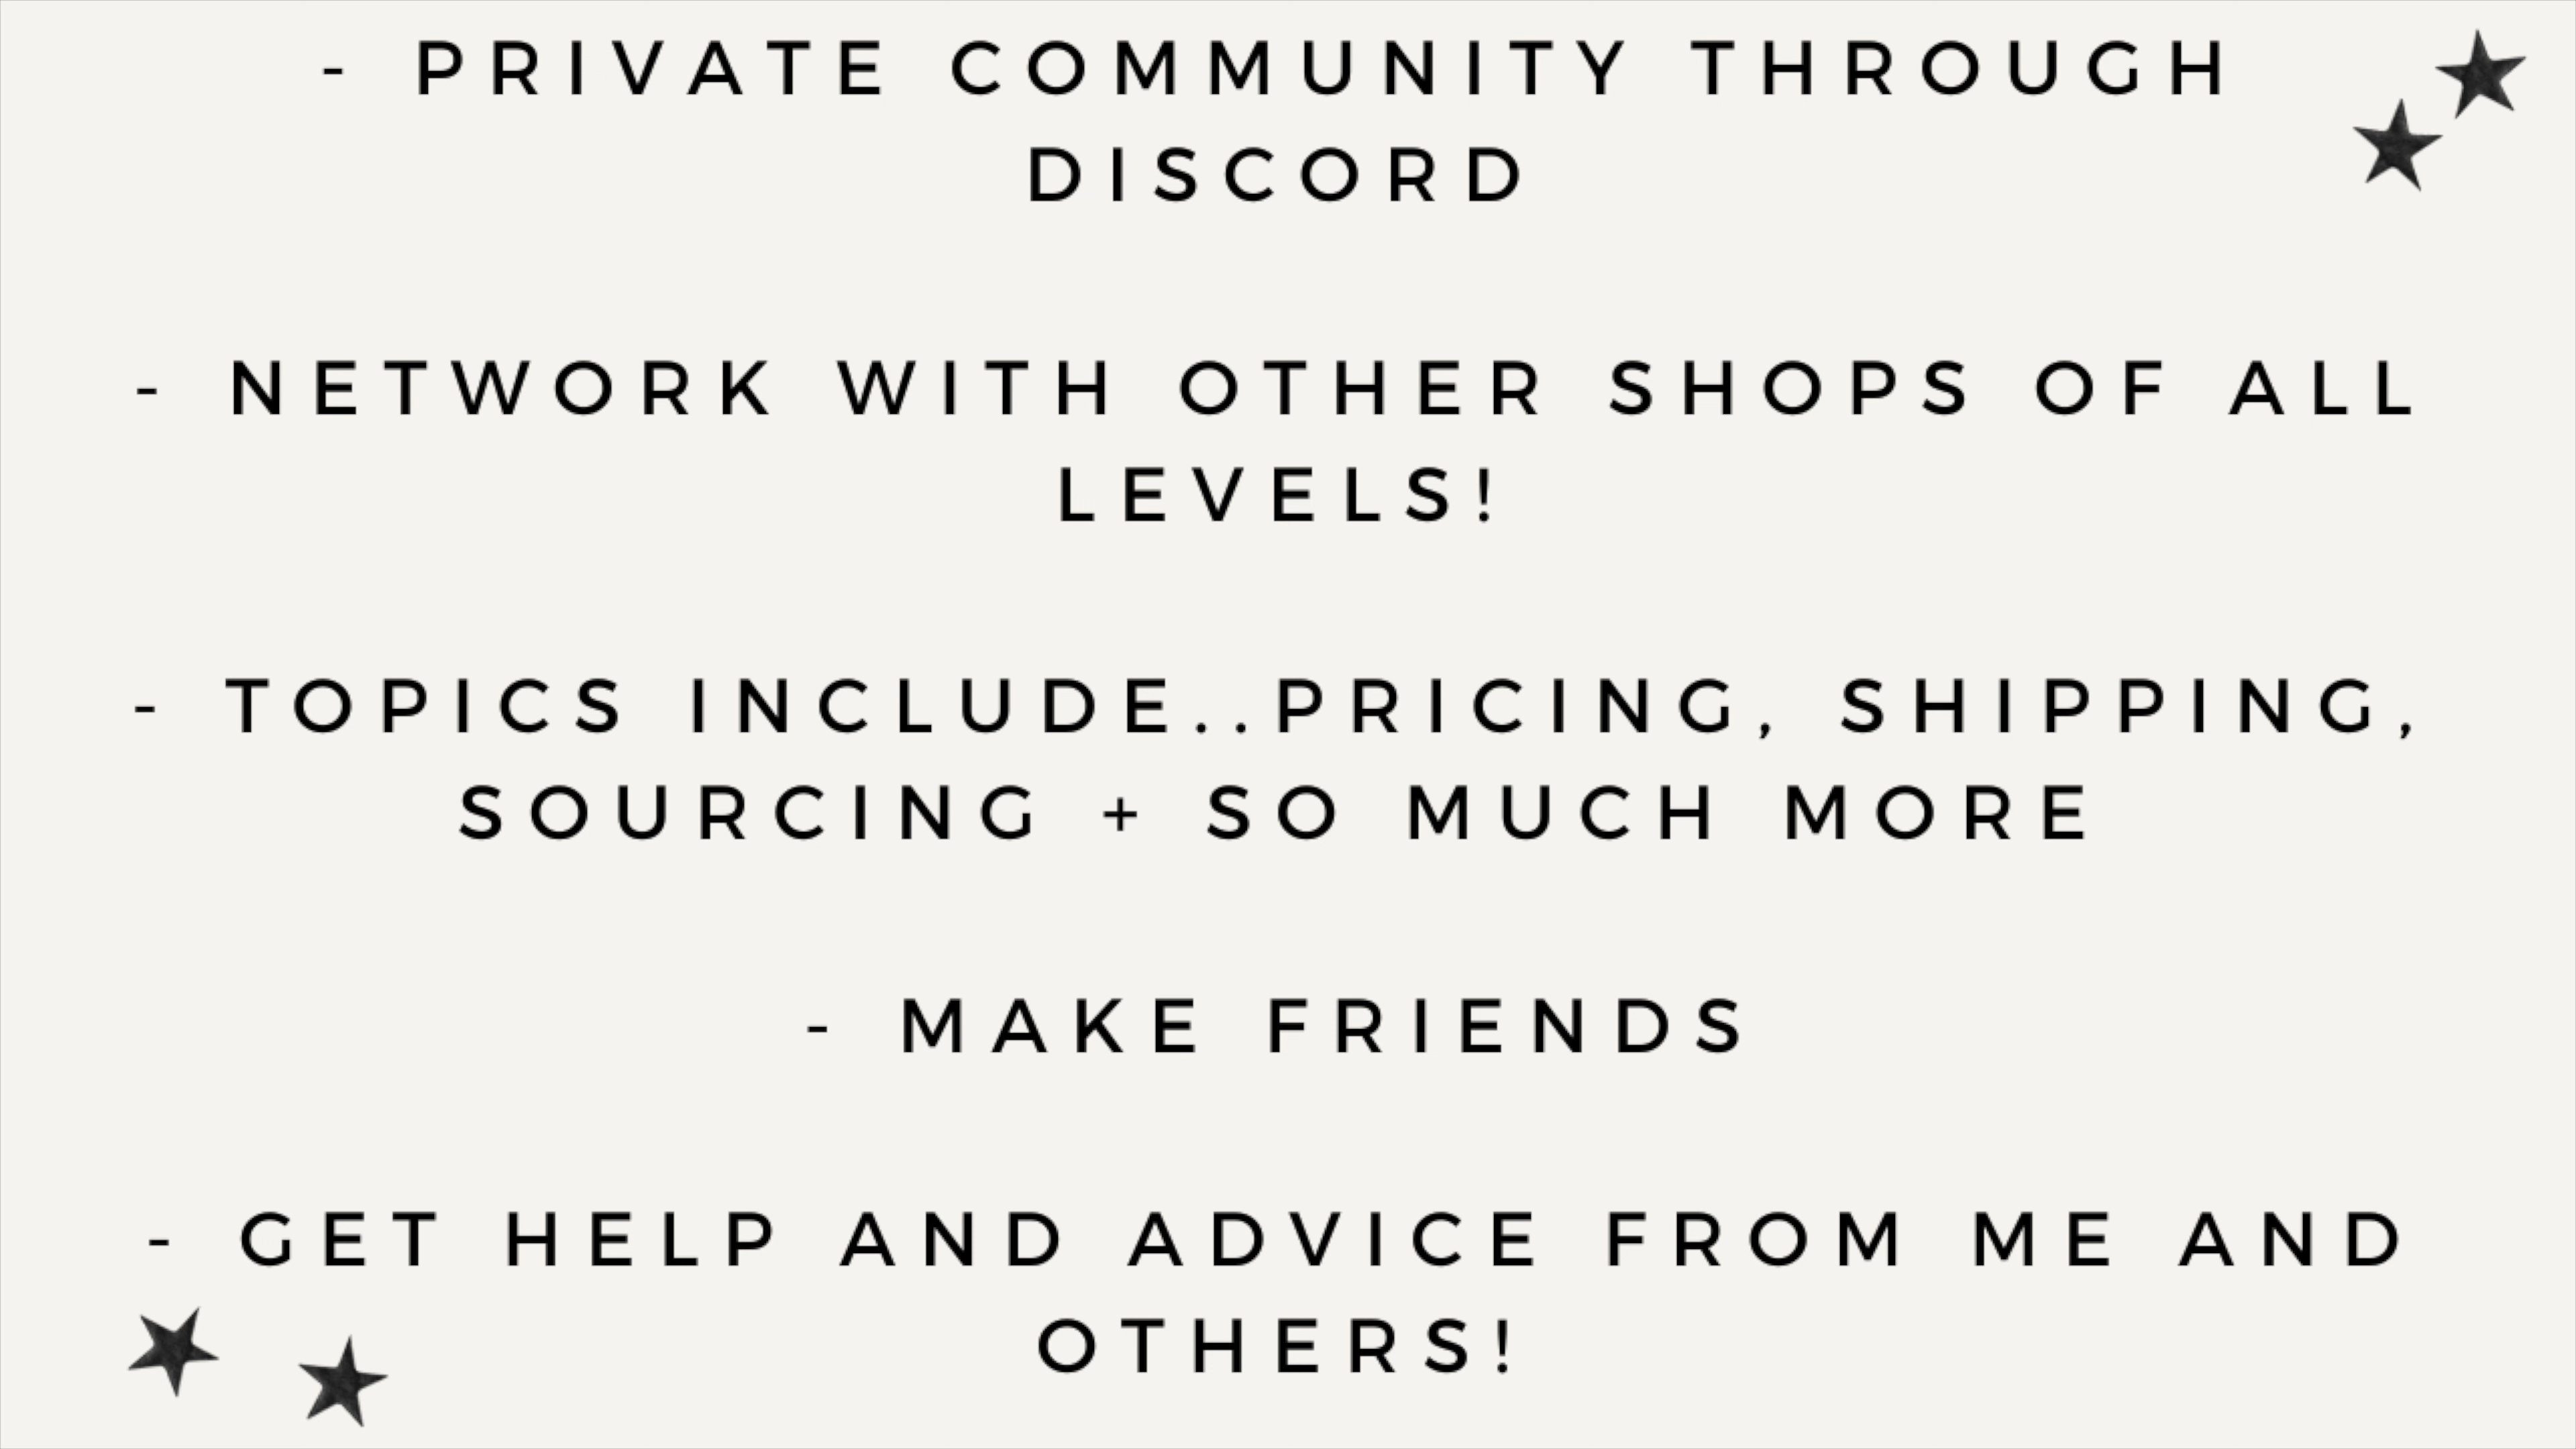 - PRIVATE COMMUNITY THROUGH
DISCORD
- NETWORK WITH OTHER SHOPS OF ALL
LEVELS!
- TOPICS INCLUDE..PRICING, SHIPPING,
SOURCING + SO MUCH MORE
- MAKE FRIENDS
- GET HELP AND ADVICE FROM ME AND
OTHERS!